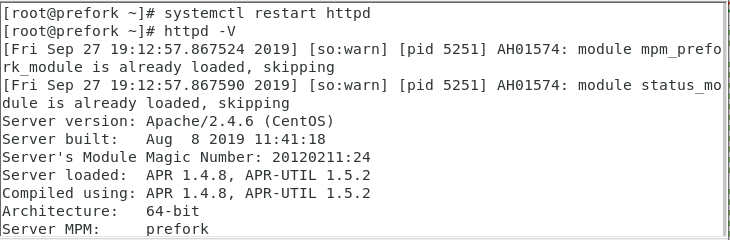 [root@prefork ~]# systemctl restart httpd
[root@prefork ~]# httpd -V
[Fri Sep 27 19:12:57.867524 2019] [so:warn] [pid 5251] AH01574: module mpm_prefo
rk_module is already loaded, skipping
[Fri Sep 27 19:12:57.867590 2019] [so:warn] [pid 5251] AH01574: module status_mo
dule is already loaded, skipping
Server version: Apache/2.4.6 (CentOS)
Server built:   Aug  8 2019 11:41:18
Server's Module Magic Number: 20120211:24
Server loaded:  APR 1.4.8, APR-UTIL 1.5.2
Compiled using: APR 1.4.8, APR-UTIL 1.5.2
Architecture:   64-bit
Server MPM:     prefork